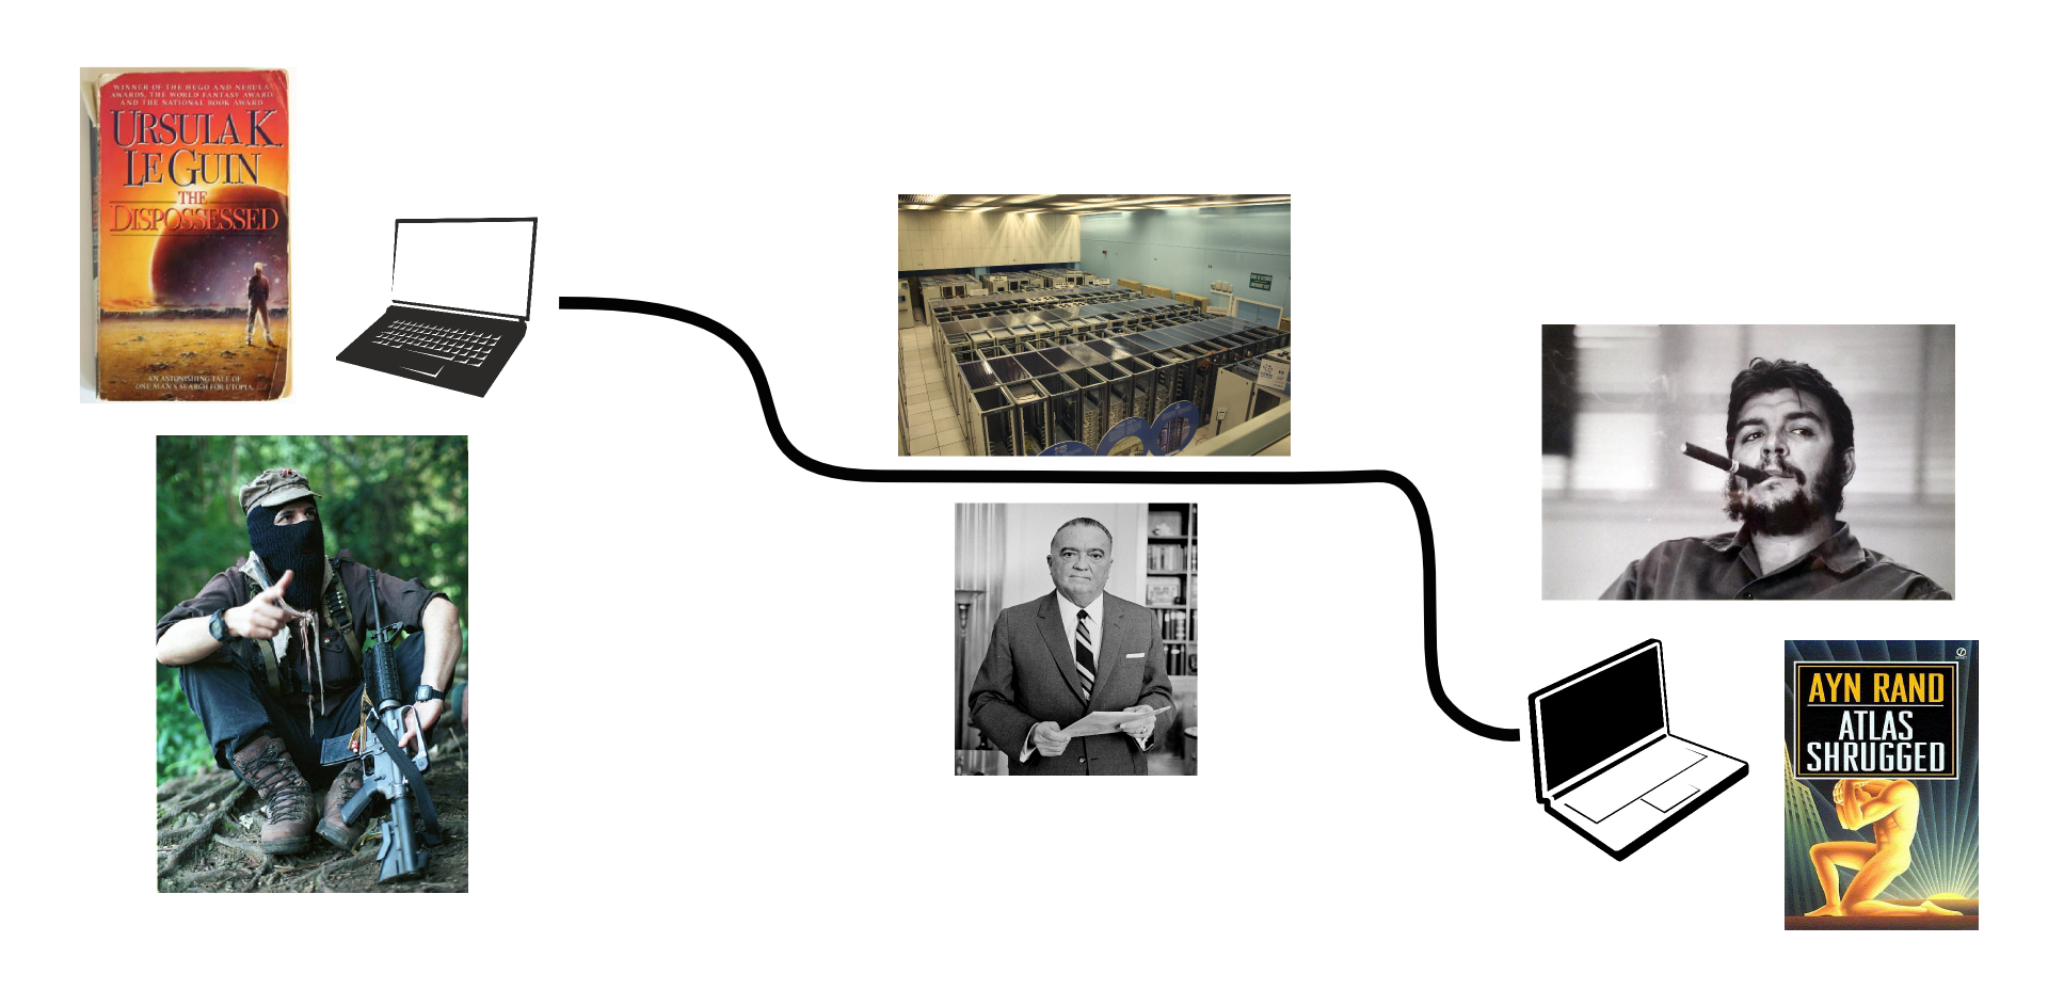 WINNER OF THE HUGO AND NEBULA
AWARDS, THE WORLD FANTASY AWARD
AND THE NATIONAL BOOK AWARD
URSULA K.
LE GUIN
THE
DISPOSSESSED
AN ASTONISHING TALE OF
ONE MAN'S SEARCH FOR UTOPIA
AYN RAND
ATLAS
SHRUGGED